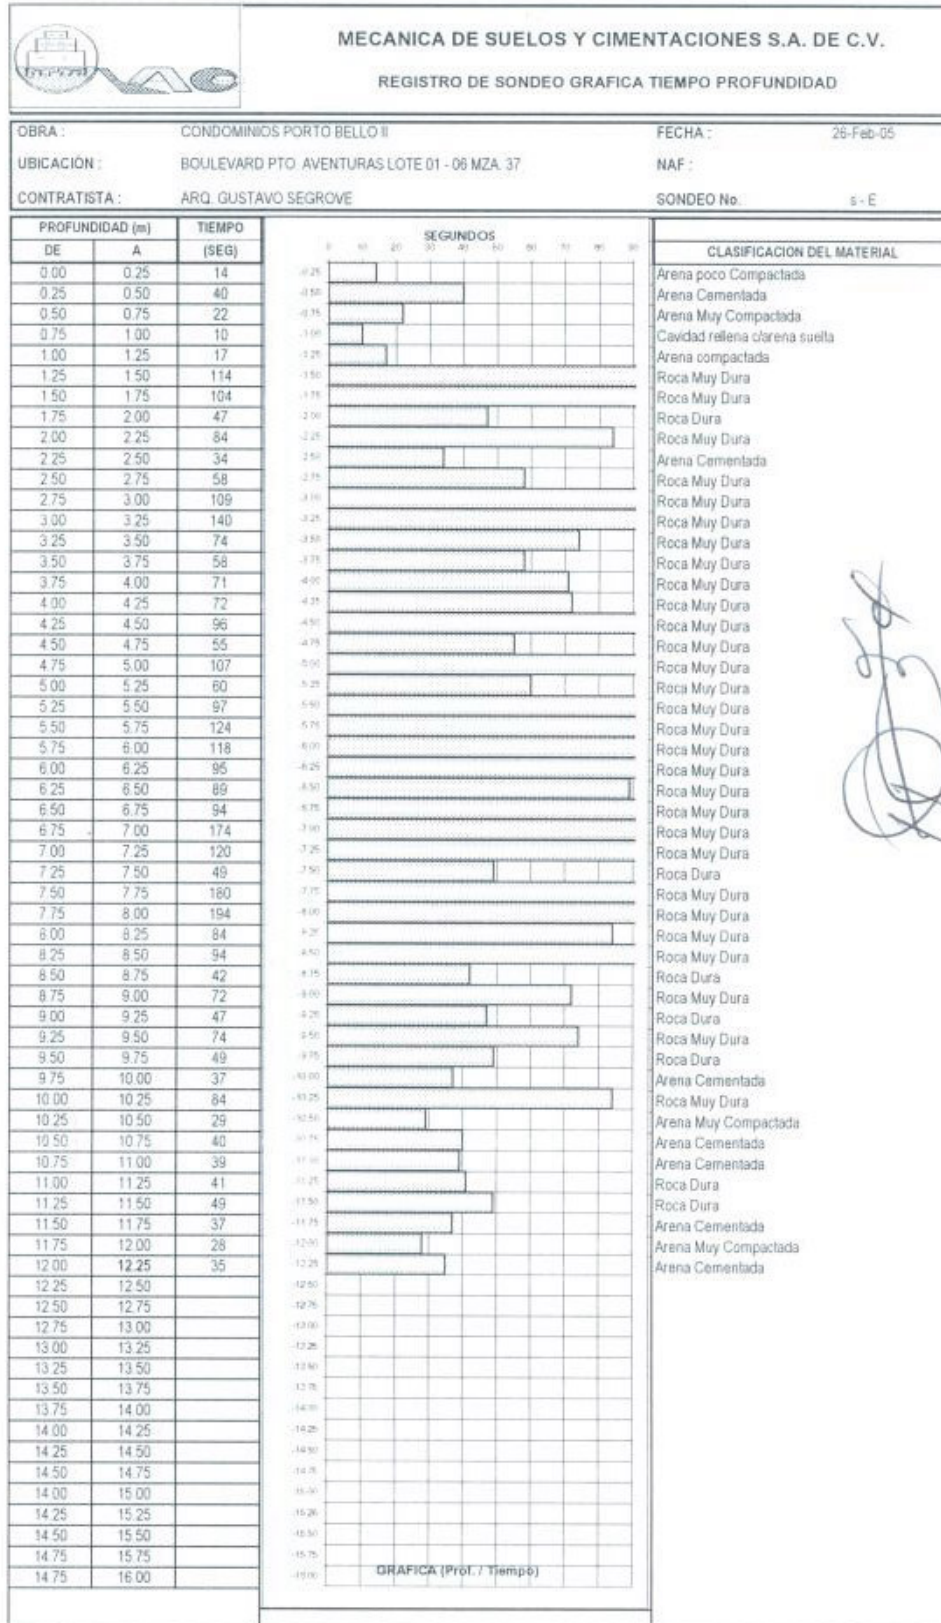 MECANICA DE SUELOS Y CIMENTACIONES S.A. DE C.V.
REGISTRO DE SONDEO GRAFICA TIEMPO PROFUNDIDAD
OBRA : CONDOMINIOS PORTO BELLO II FECHA : 26-Feb-05
UBICACIÓN : BOULEVARD PTO. AVENTURAS LOTE 01 - 06 MZA. 37 NAF :
CONTRATISTA : ARQ. GUSTAVO SEGROVE SONDEO No. s - E
PROFUNDIDAD (m) TIEMPO SEGUNDOS
DE A (SEG) CLASIFICACION DEL MATERIAL
0.00 0.25 14 Arena poco Compactada
0.25 0.50 40 Arena Cementada
0.50 0.75 22 Arena Muy Compactada
0.75 1.00 10 Cavidad rellena c/arena suelta
1.00 1.25 17 Arena compactada
1.25 1.50 114 Roca Muy Dura
1.50 1.75 104 Roca Muy Dura
1.75 2.00 47 Roca Dura
2.00 2.25 84 Roca Muy Dura
2.25 2.50 34 Arena Cementada
2.50 2.75 58 Roca Muy Dura
2.75 3.00 109 Roca Muy Dura
3.00 3.25 140 Roca Muy Dura
3.25 3.50 74 Roca Muy Dura
3.50 3.75 58 Roca Muy Dura
3.75 4.00 71 Roca Muy Dura
4.00 4.25 72 Roca Muy Dura
4.25 4.50 96 Roca Muy Dura
4.50 4.75 55 Roca Muy Dura
4.75 5.00 107 Roca Muy Dura
5.00 5.25 60 Roca Muy Dura
5.25 5.50 97 Roca Muy Dura
5.50 5.75 124 Roca Muy Dura
5.75 6.00 118 Roca Muy Dura
6.00 6.25 95 Roca Muy Dura
6.25 6.50 89 Roca Muy Dura
6.50 6.75 94 Roca Muy Dura
6.75 7.00 174 Roca Muy Dura
7.00 7.25 120 Roca Muy Dura
7.25 7.50 49 Roca Dura
7.50 7.75 180 Roca Muy Dura
7.75 8.00 194 Roca Muy Dura
8.00 8.25 84 Roca Muy Dura
8.25 8.50 94 Roca Muy Dura
8.50 8.75 42 Roca Dura
8.75 9.00 72 Roca Muy Dura
9.00 9.25 47 Roca Dura
9.25 9.50 74 Roca Muy Dura
9.50 9.75 49 Roca Dura
9.75 10.00 37 Arena Cementada
10.00 10.25 84 Roca Muy Dura
10.25 10.50 29 Arena Muy Compactada
10.50 10.75 40 Arena Cementada
10.75 11.00 39 Arena Cementada
11.00 11.25 41 Roca Dura
11.25 11.50 49 Roca Dura
11.50 11.75 37 Arena Cementada
11.75 12.00 28 Arena Muy Compactada
12.00 12.25 35 Arena Cementada
12.25 12.50
12.50 12.75
12.75 13.00
13.00 13.25
13.25 13.50
13.50 13.75
13.75 14.00
14.00 14.25
14.25 14.50
14.50 14.75
14.00 15.00
14.25 15.25
14.50 15.50
14.75 15.75
14.75 16.00
GRAFICA (Prof. / Tiempo)